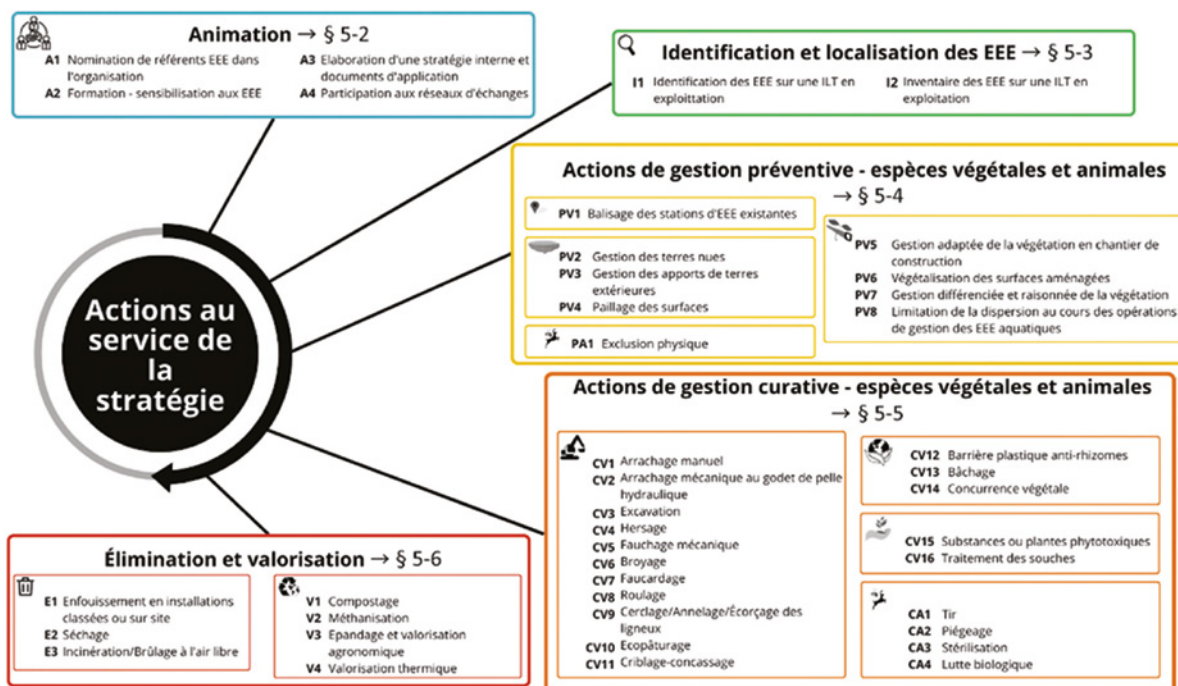 Animation → § 5-2
A1 Nomination de référents EEE dans
l'organisation
A2 Formation - sensibilisation aux EEE
A3 Elaboration d'une stratégie interne et
documents d'application
A4 Participation aux réseaux d'échanges
Identification et localisation des EEE → § 5-3
I1 Identification des EEE sur une ILT en
exploittation
I2 Inventaire des EEE sur une ILT en
exploitation
Actions de gestion préventive - espèces végétales et animales
→ § 5-4
PV1 Balisage des stations d'EEE existantes
PV2 Gestion des terres nues
PV3 Gestion des apports de terres
extérieures
PV4 Paillage des surfaces
PA1 Exclusion physique
PV5 Gestion adaptée de la végétation en chantier de
construction
PV6 Végétalisation des surfaces aménagées
PV7 Gestion différenciée et raisonnée de la végétation
PV8 Limitation de la dispersion au cours des opérations
de gestion des EEE aquatiques
Actions au
service de
la
stratégie
Actions de gestion curative - espèces végétales et animales
→ § 5-5
CV1 Arrachage manuel
CV2 Arrachage mécanique au godet de pelle
hydraulique
CV3 Excavation
CV4 Hersage
CV5 Fauchage mécanique
CV6 Broyage
CV7 Faucardage
CV8 Roulage
CV9 Cerclage/Annelage/Écorçage des
ligneux
CV10 Ecopâturage
CV11 Criblage-concassage
CV12 Barrière plastique anti-rhizomes
CV13 Bâchage
CV14 Concurrence végétale
CV15 Substances ou plantes phytotoxiques
CV16 Traitement des souches
CA1 Tir
CA2 Piégeage
CA3 Stérilisation
CA4 Lutte biologique
Élimination et valorisation → § 5-6
E1 Enfouissement en installations
classées ou sur site
E2 Séchage
E3 Incinération/Brûlage à l'air libre
V1 Compostage
V2 Méthanisation
V3 Epandage et valorisation
agronomique
V4 Valorisation thermique